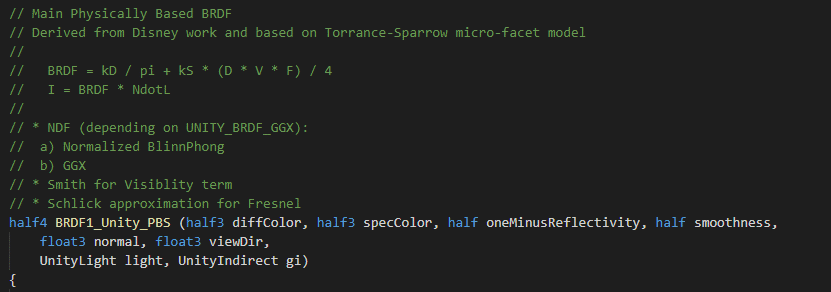 // Main Physically Based BRDF
// Derived from Disney work and based on Torrance-Sparrow micro-facet model
//
//   BRDF = kD / pi + kS * (D * V * F) / 4
//   I = BRDF * NdotL
//
// * NDF (depending on UNITY_BRDF_GGX):
//  a) Normalized BlinnPhong
//  b) GGX
// * Smith for Visiblity term
// * Schlick approximation for Fresnel
half4 BRDF1_Unity_PBS (half3 diffColor, half3 specColor, half oneMinusReflectivity, half smoothness,
    float3 normal, float3 viewDir,
    UnityLight light, UnityIndirect gi)
{